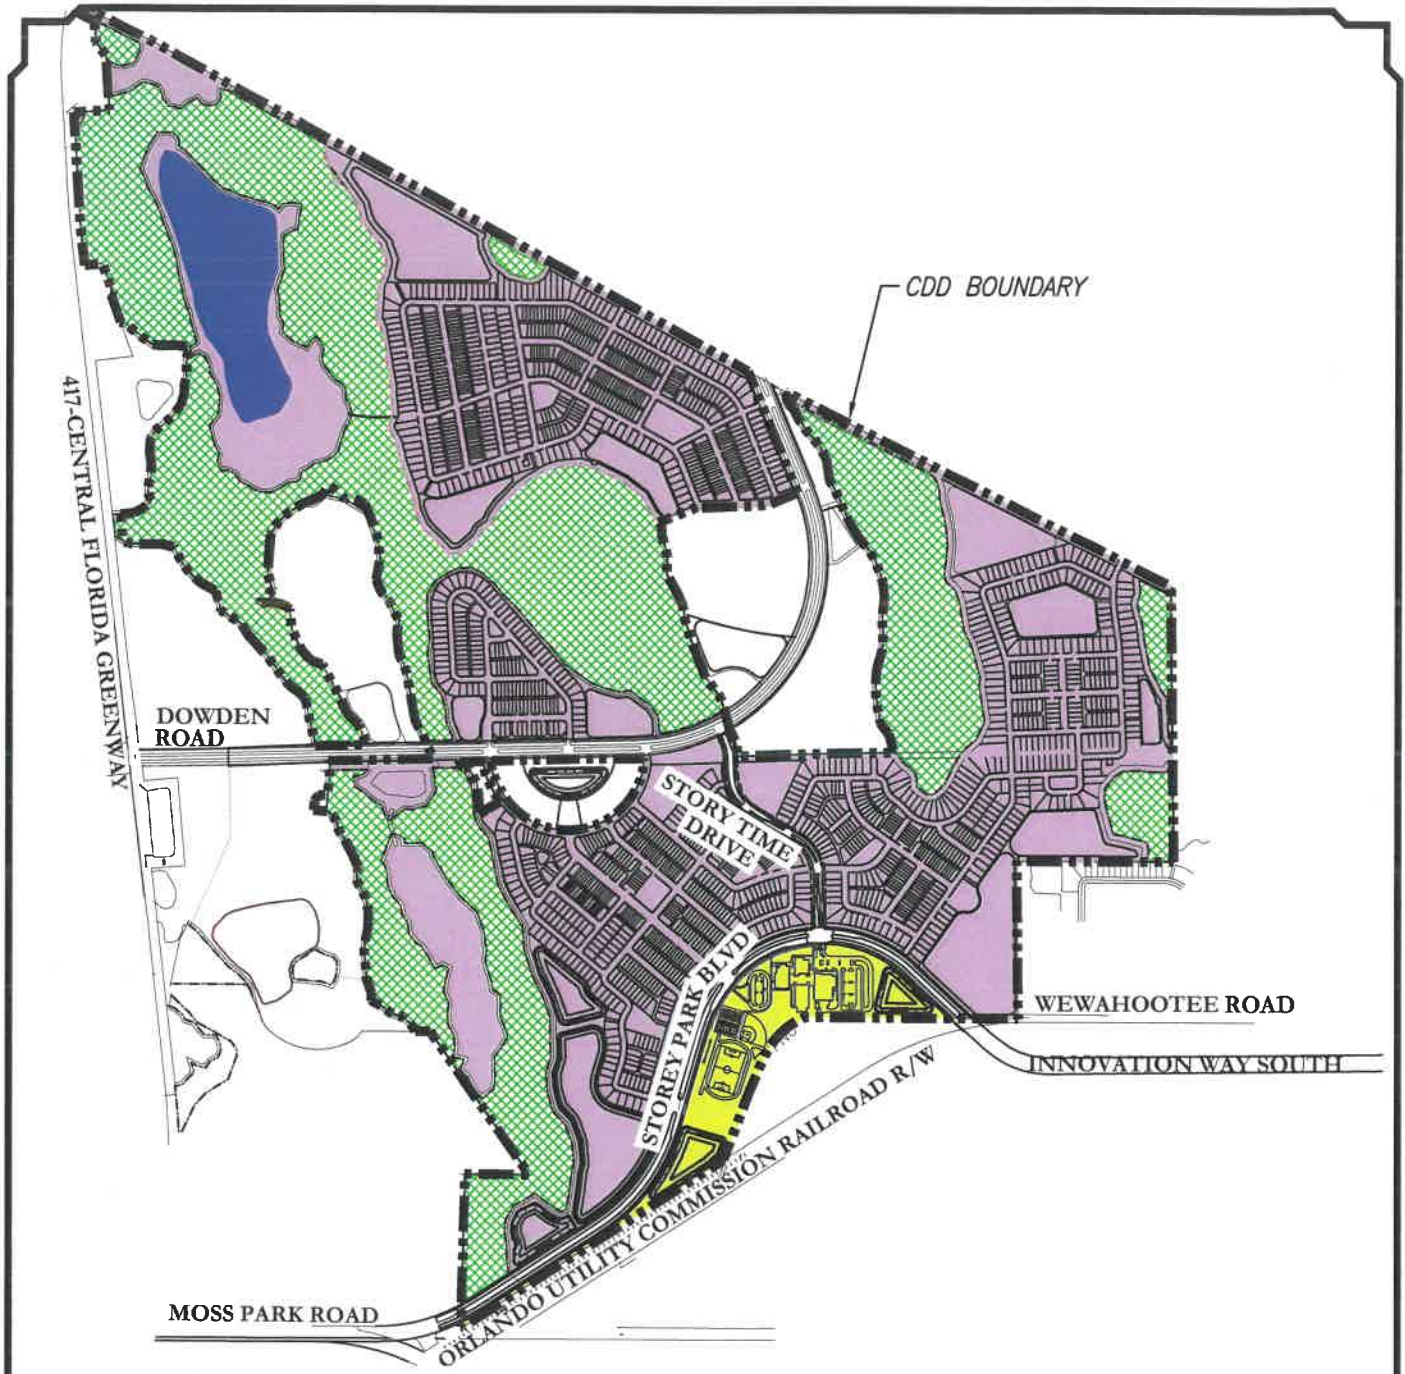 CDD BOUNDARY
417-CENTRAL FLORIDA GREENWAY
DOWDEN
ROAD
STORY TIME
DRIVE
STOREY PARK BLVD
WEWAHOOTEE ROAD
INNOVATION WAY SOUTH
ORLANDO UTILITY COMMISSION RAILROAD R/W
MOSS PARK ROAD